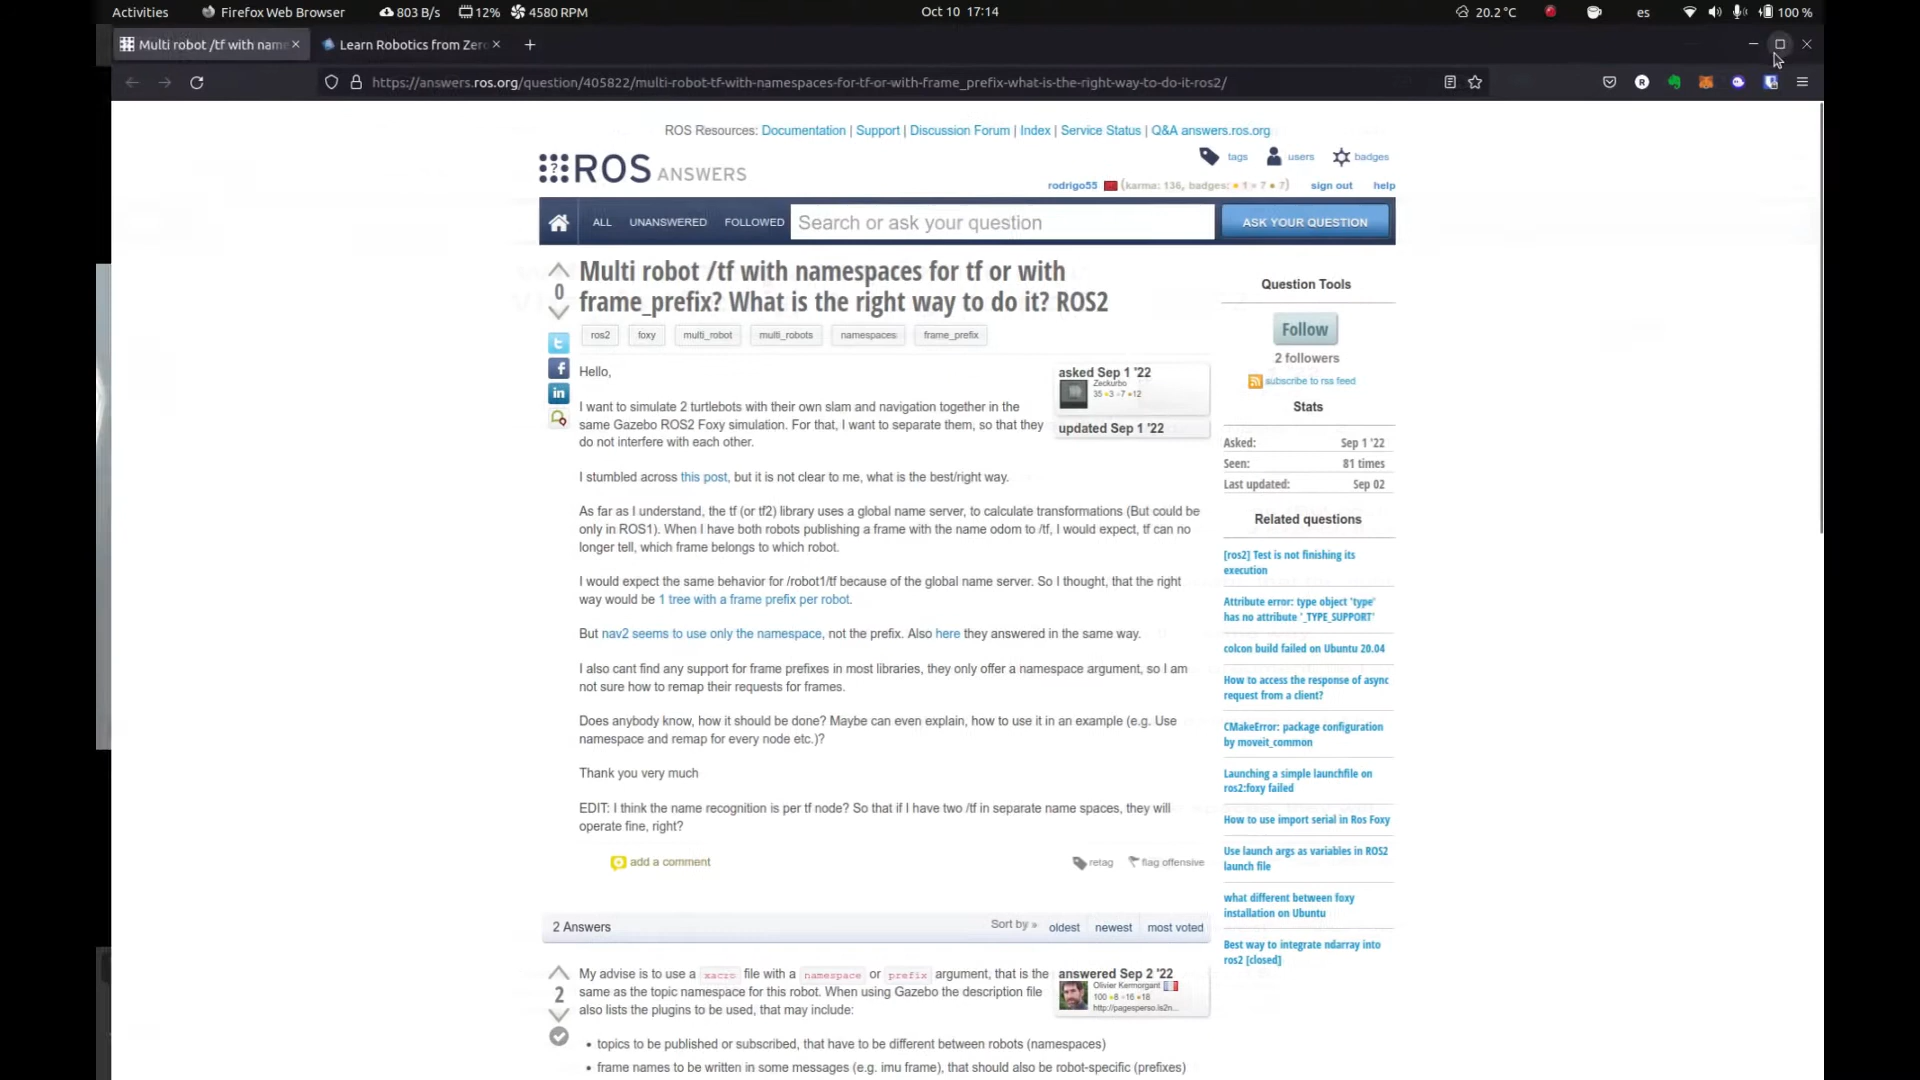 Activities Firefox Web Browser 803 B/s 12% 4580 RPM Oct 10 17:14 20.2 °C es 100 %
Multi robot /tf with name Learn Robotics from Zero
https://answers.ros.org/question/405822/multi-robot-tf-with-namespaces-for-tf-or-with-frame_prefix-what-is-the-right-way-to-do-it-ros2/
ROS Resources: Documentation | Support | Discussion Forum | Index | Service Status | Q&A answers.ros.org
tags users badges
ROS ANSWERS
rodrigo55 (karma: 136, badges: 1 7 7) sign out help
ALL UNANSWERED FOLLOWED Search or ask your question ASK YOUR QUESTION
Multi robot /tf with namespaces for tf or with
frame_prefix? What is the right way to do it? ROS2
0
ros2 foxy multi_robot multi_robots namespaces frame_prefix
Hello,
I want to simulate 2 turtlebots with their own slam and navigation together in the
same Gazebo ROS2 Foxy simulation. For that, I want to separate them, so that they
do not interfere with each other.
asked Sep 1 '22
Zeckurbo
35 3 7 12
updated Sep 1 '22
I stumbled across this post, but it is not clear to me, what is the best/right way.
As far as I understand, the tf (or tf2) library uses a global name server, to calculate transformations (But could be
only in ROS1). When I have both robots publishing a frame with the name odom to /tf, I would expect, tf can no
longer tell, which frame belongs to which robot.
I would expect the same behavior for /robot1/tf because of the global name server. So I thought, that the right
way would be 1 tree with a frame prefix per robot.
But nav2 seems to use only the namespace, not the prefix. Also here they answered in the same way.
I also cant find any support for frame prefixes in most libraries, they only offer a namespace argument, so I am
not sure how to remap their requests for frames.
Does anybody know, how it should be done? Maybe can even explain, how to use it in an example (e.g. Use
namespace and remap for every node etc.)?
Thank you very much
EDIT: I think the name recognition is per tf node? So that if I have two /tf in separate name spaces, they will
operate fine, right?
add a comment retag flag offensive
2 Answers Sort by » oldest newest most voted
2
My advise is to use a xacro file with a namespace or prefix argument, that is the
same as the topic namespace for this robot. When using Gazebo the description file
also lists the plugins to be used, that may include:
answered Sep 2 '22
Olivier Kermorgant
100 8 16 18
http://pagesperso.ls2n...
• topics to be published or subscribed, that have to be different between robots (namespaces)
• frame names to be written in some messages (e.g. imu frame), that should also be robot-specific (prefixes)
Question Tools
Follow
2 followers
subscribe to rss feed
Stats
Asked: Sep 1 '22
Seen: 81 times
Last updated: Sep 02
Related questions
[ros2] Test is not finishing its
execution
Attribute error: type object 'type'
has no attribute '_TYPE_SUPPORT'
colcon build failed on Ubuntu 20.04
How to access the response of async
request from a client?
CMakeError: package configuration
by moveit_common
Launching a simple launchfile on
ros2:foxy failed
How to use import serial in Ros Foxy
Use launch args as variables in ROS2
launch file
what different between foxy
installation on Ubuntu
Best way to integrate ndarray into
ros2 [closed]